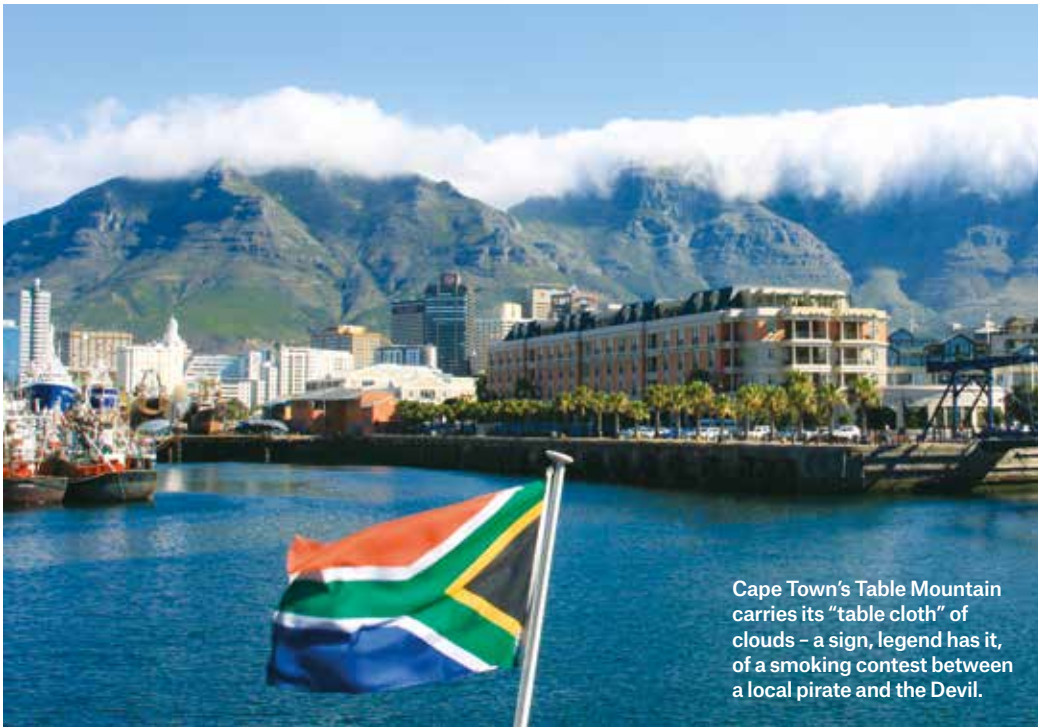 Cape Town's Table Mountain
carries its “table cloth” of
clouds – a sign, legend has it,
of a smoking contest between
a local pirate and the Devil.